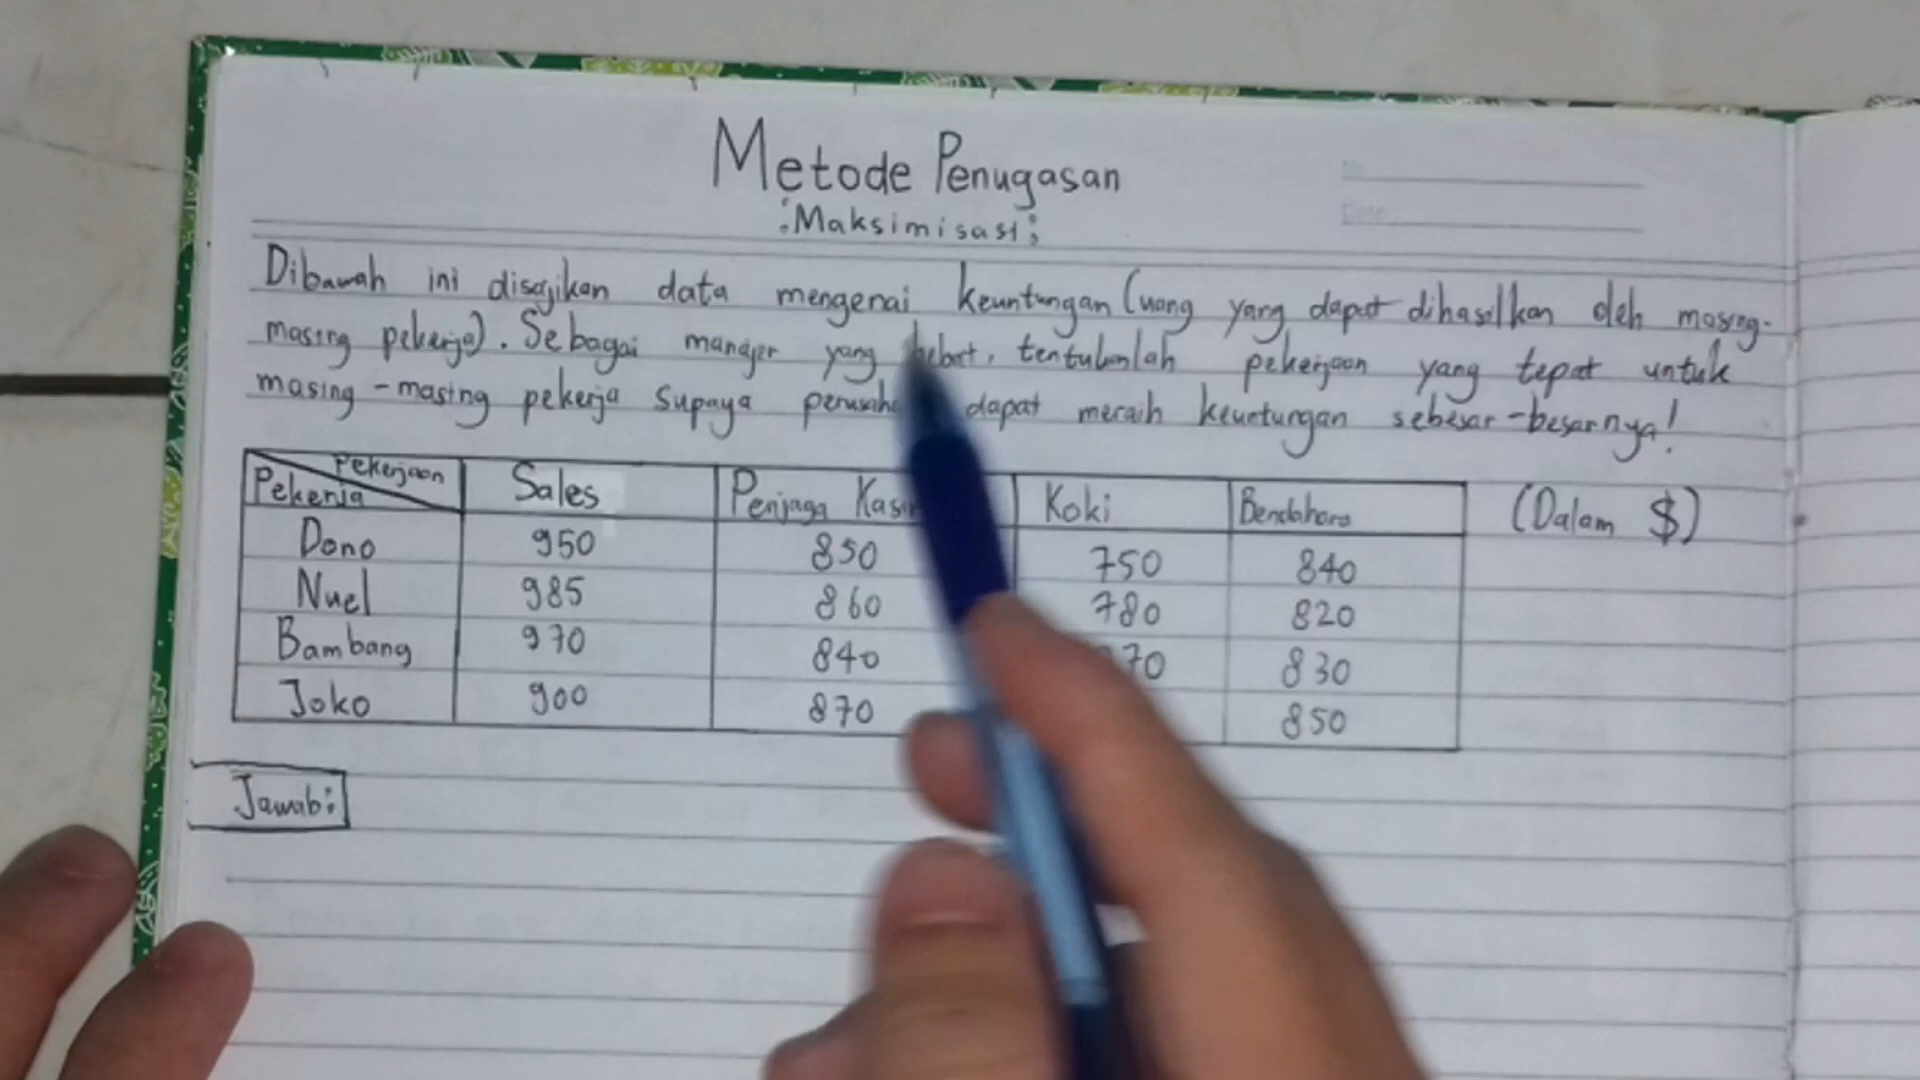 Metode Penugasan
:Maksimisasi:
Dibawah ini disajikan data mengenai keuntungan (uang yang dapat dihasilkan oleh masing-
masing pekerja). Sebagai manajer yang hebat, tentukanlah pekerjaan yang tepat untuk
masing-masing pekerja supaya dapat meraih keuntungan sebesar-besarnya!
Pekerjaan
Pekerja Sales Penjaga Koki Bendahara (Dalam $)
Dono 950 850 750 840
Nuel 985 860 780 820
Bambang 970 840 830
Joko 900 870 850
Jawab: